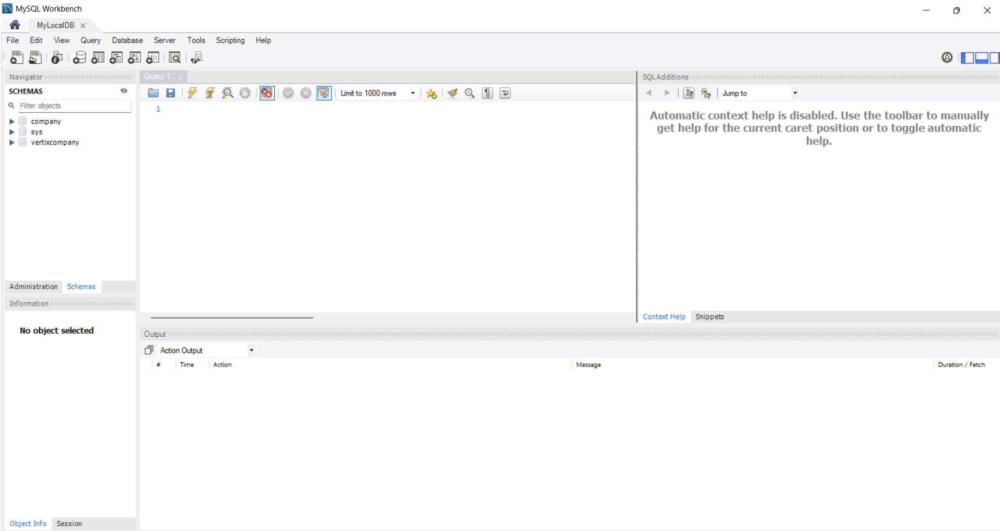 MySQL Workbench
MyLocalDB
File Edit View Query Database Server Tools Scripting Help
Navigator
SCHEMAS
Filter objects
company
sys
vertixcompany
Administration Schemas
Information
No object selected
Object Info Session
Query 1
Limit to 1000 rows
1
SQLAdditions
Jump to
Automatic context help is disabled. Use the toolbar to manually
get help for the current caret position or to toggle automatic
help.
Context Help Snippets
Output
Action Output
# Time Action Message Duration / Fetch